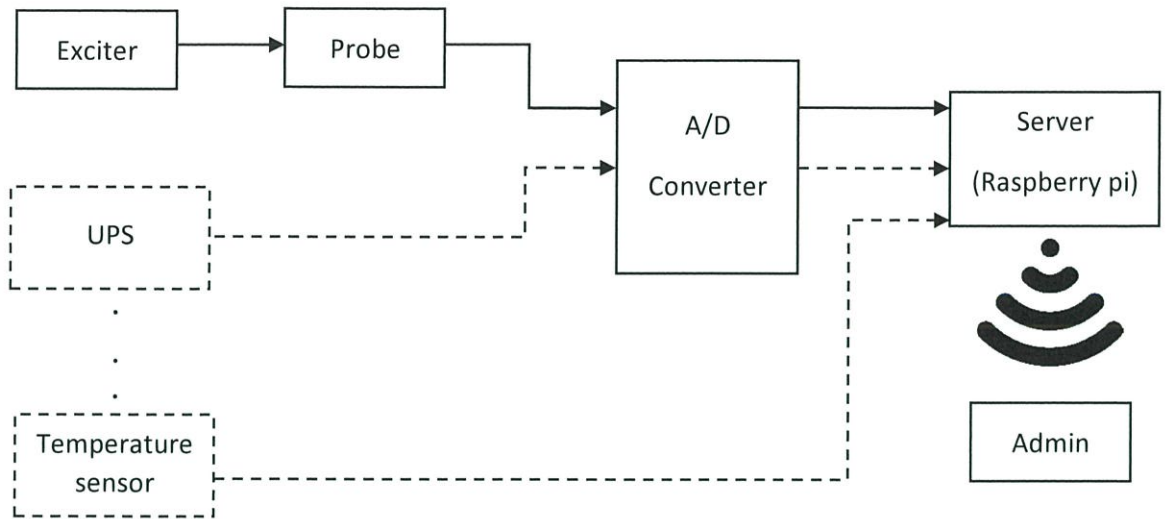 Exciter
Probe
A/D
Converter
Server
(Raspberry pi)
UPS
Temperature
sensor
Admin